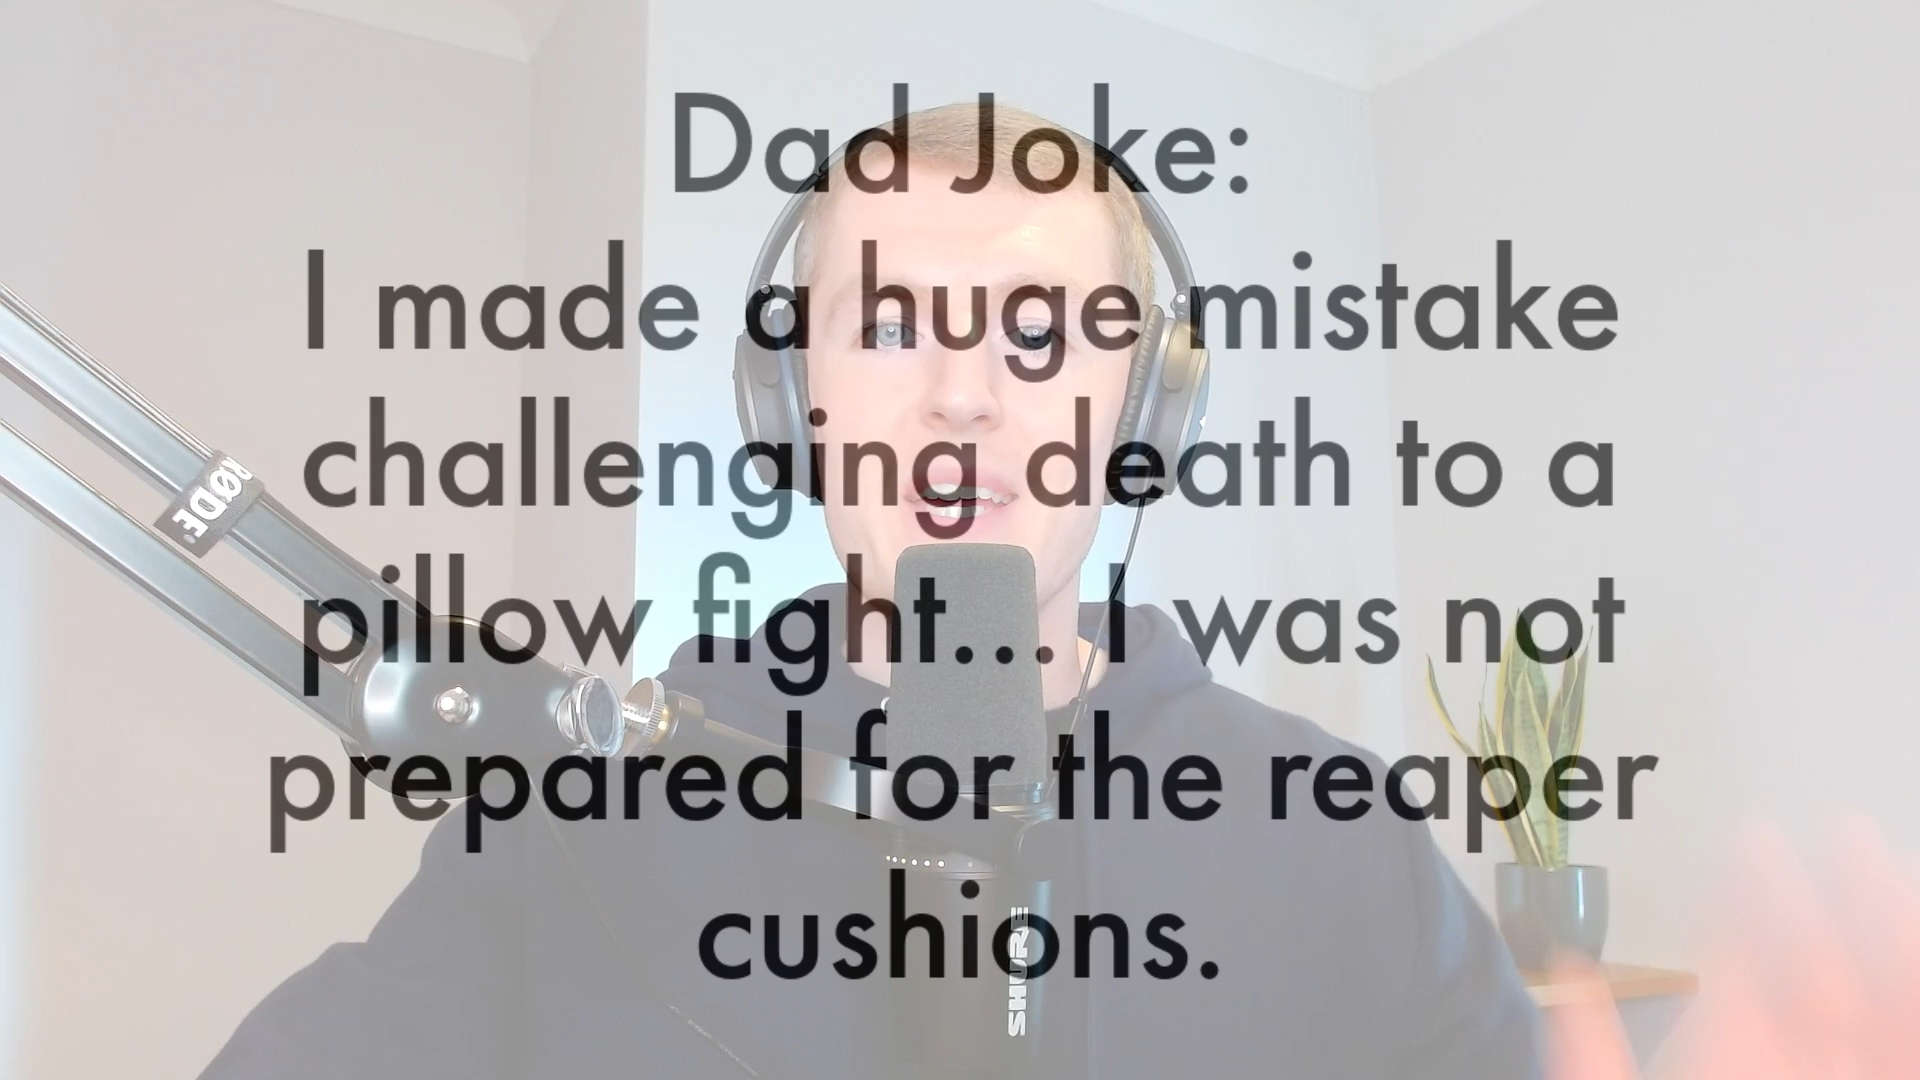 Dad Joke:
I made a huge mistake
challenging death to a
pillow fight... I was not
prepared for the reaper
cushions.
RØDE
SHURE